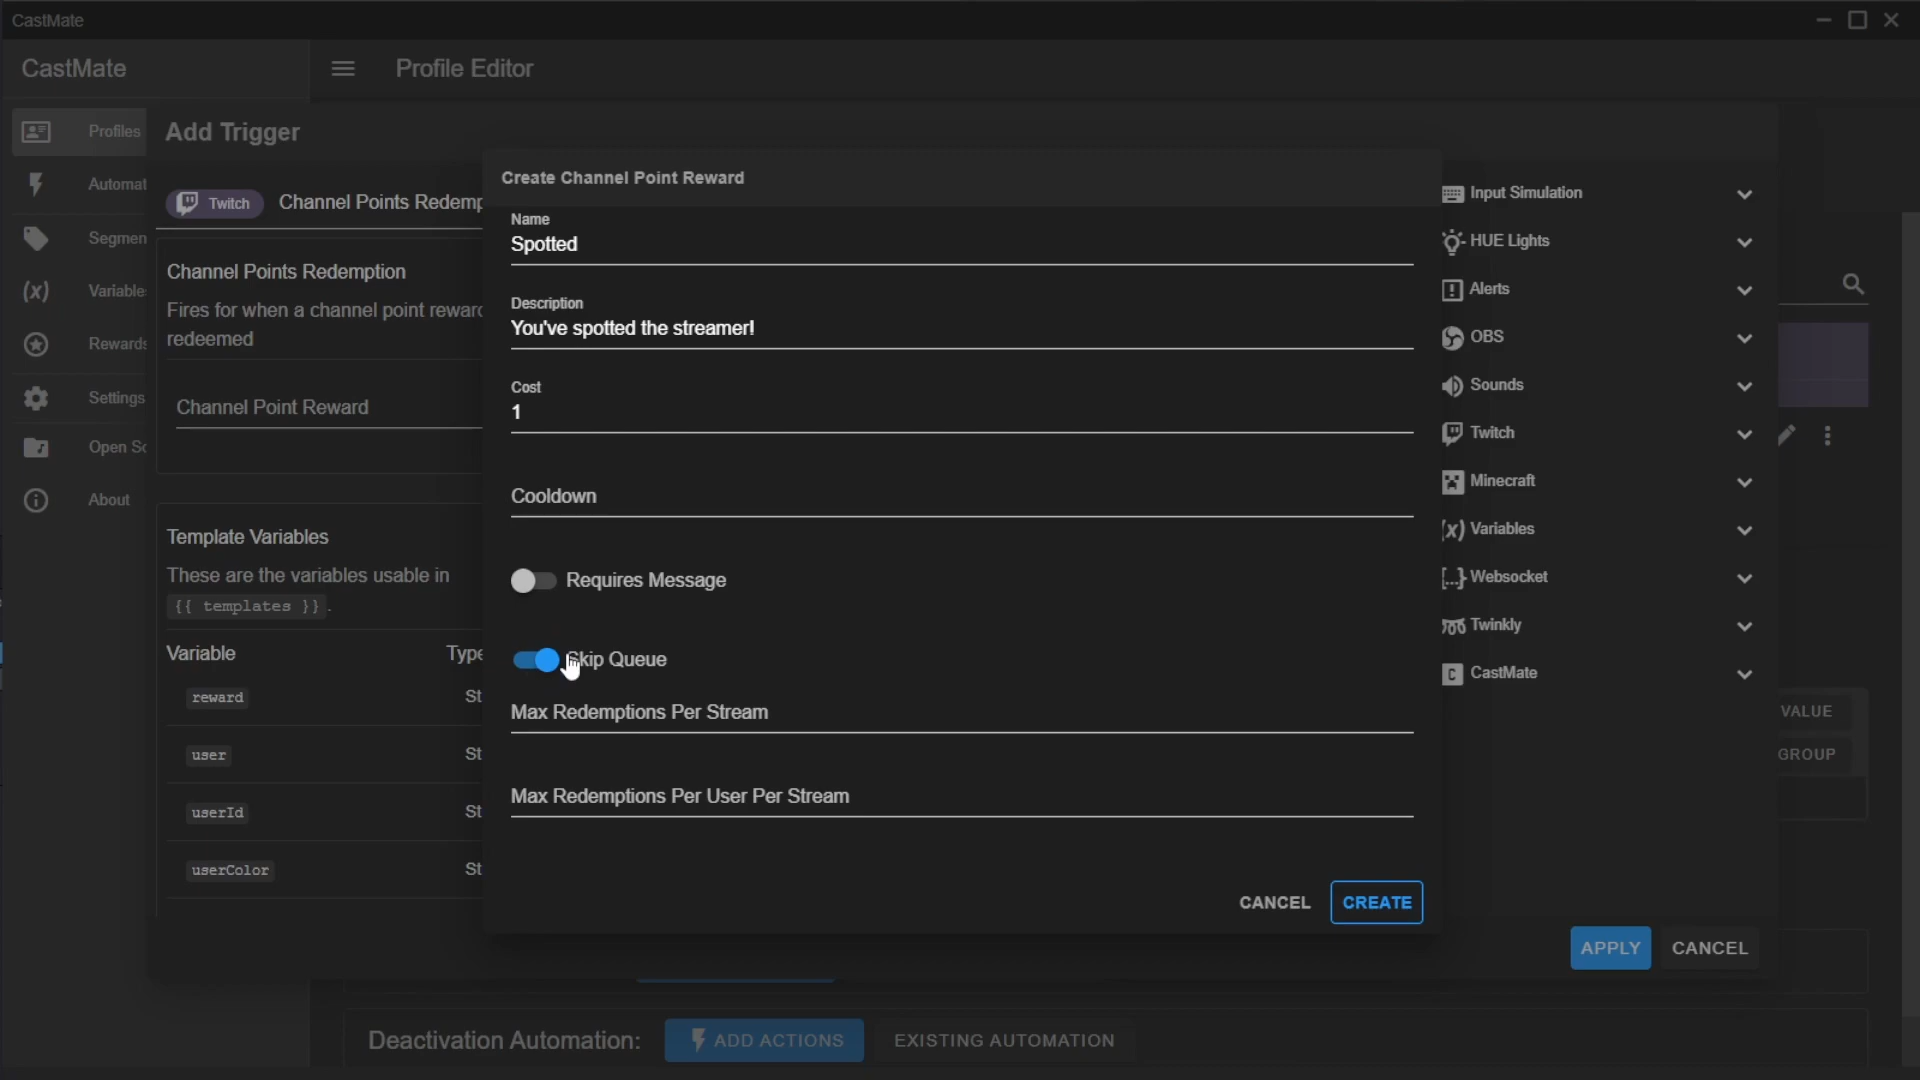 CastMate
CastMate
Profile Editor
Profiles
Automat
Segmen
Variable
Rewards
Settings
Open So
About
Add Trigger
Twitch
Channel Points Redemp
Channel Points Redemption
Fires for when a channel point reward
redeemed
Channel Point Reward
Template Variables
These are the variables usable in
{{ templates }}.
Variable
Type
reward
St
user
St
userId
St
userColor
St
Create Channel Point Reward
Name
Spotted
Description
You've spotted the streamer!
Cost
1
Cooldown
Requires Message
Skip Queue
Max Redemptions Per Stream
Max Redemptions Per User Per Stream
CANCEL
CREATE
Input Simulation
HUE Lights
Alerts
OBS
Sounds
Twitch
Minecraft
(x) Variables
Websocket
Twinkly
CastMate
VALUE
GROUP
APPLY
CANCEL
Deactivation Automation:
ADD ACTIONS
EXISTING AUTOMATION